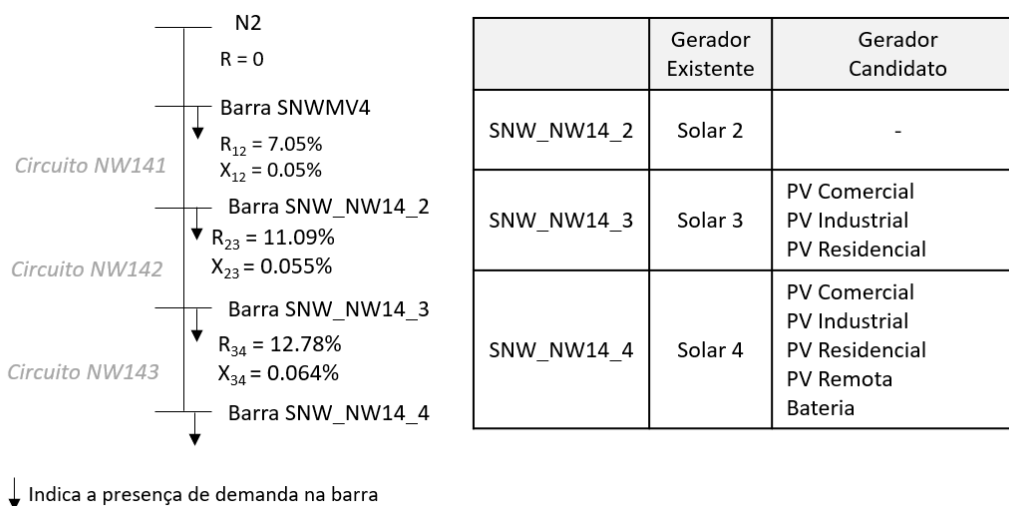 N2
R = 0
Barra SNWMV4
R12 = 7.05%
X12 = 0.05%
Circuito NW141
Barra SNW_NW14_2
R23 = 11.09%
X23 = 0.055%
Circuito NW142
Barra SNW_NW14_3
R34 = 12.78%
X34 = 0.064%
Circuito NW143
Barra SNW_NW14_4
Indica a presença de demanda na barra
Gerador
Existente
Gerador
Candidato
SNW_NW14_2
Solar 2
-
SNW_NW14_3
Solar 3
PV Comercial
PV Industrial
PV Residencial
SNW_NW14_4
Solar 4
PV Comercial
PV Industrial
PV Residencial
PV Remota
Bateria